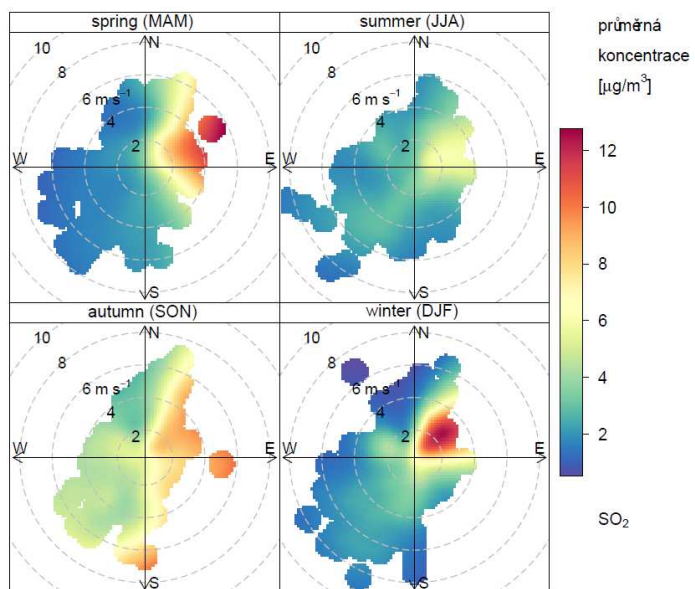 spring (MAM)
10
8
6 m s⁻¹
4
2
N
W
E
S
summer (JJA)
10
8
6 m s⁻¹
4
2
N
W
E
S
autumn (SON)
10
8
6 m s⁻¹
4
2
N
W
E
S
winter (DJF)
10
8
6 m s⁻¹
4
2
N
W
E
S
průměrná
koncentrace
[µg/m³]
12
10
8
6
4
2
SO₂